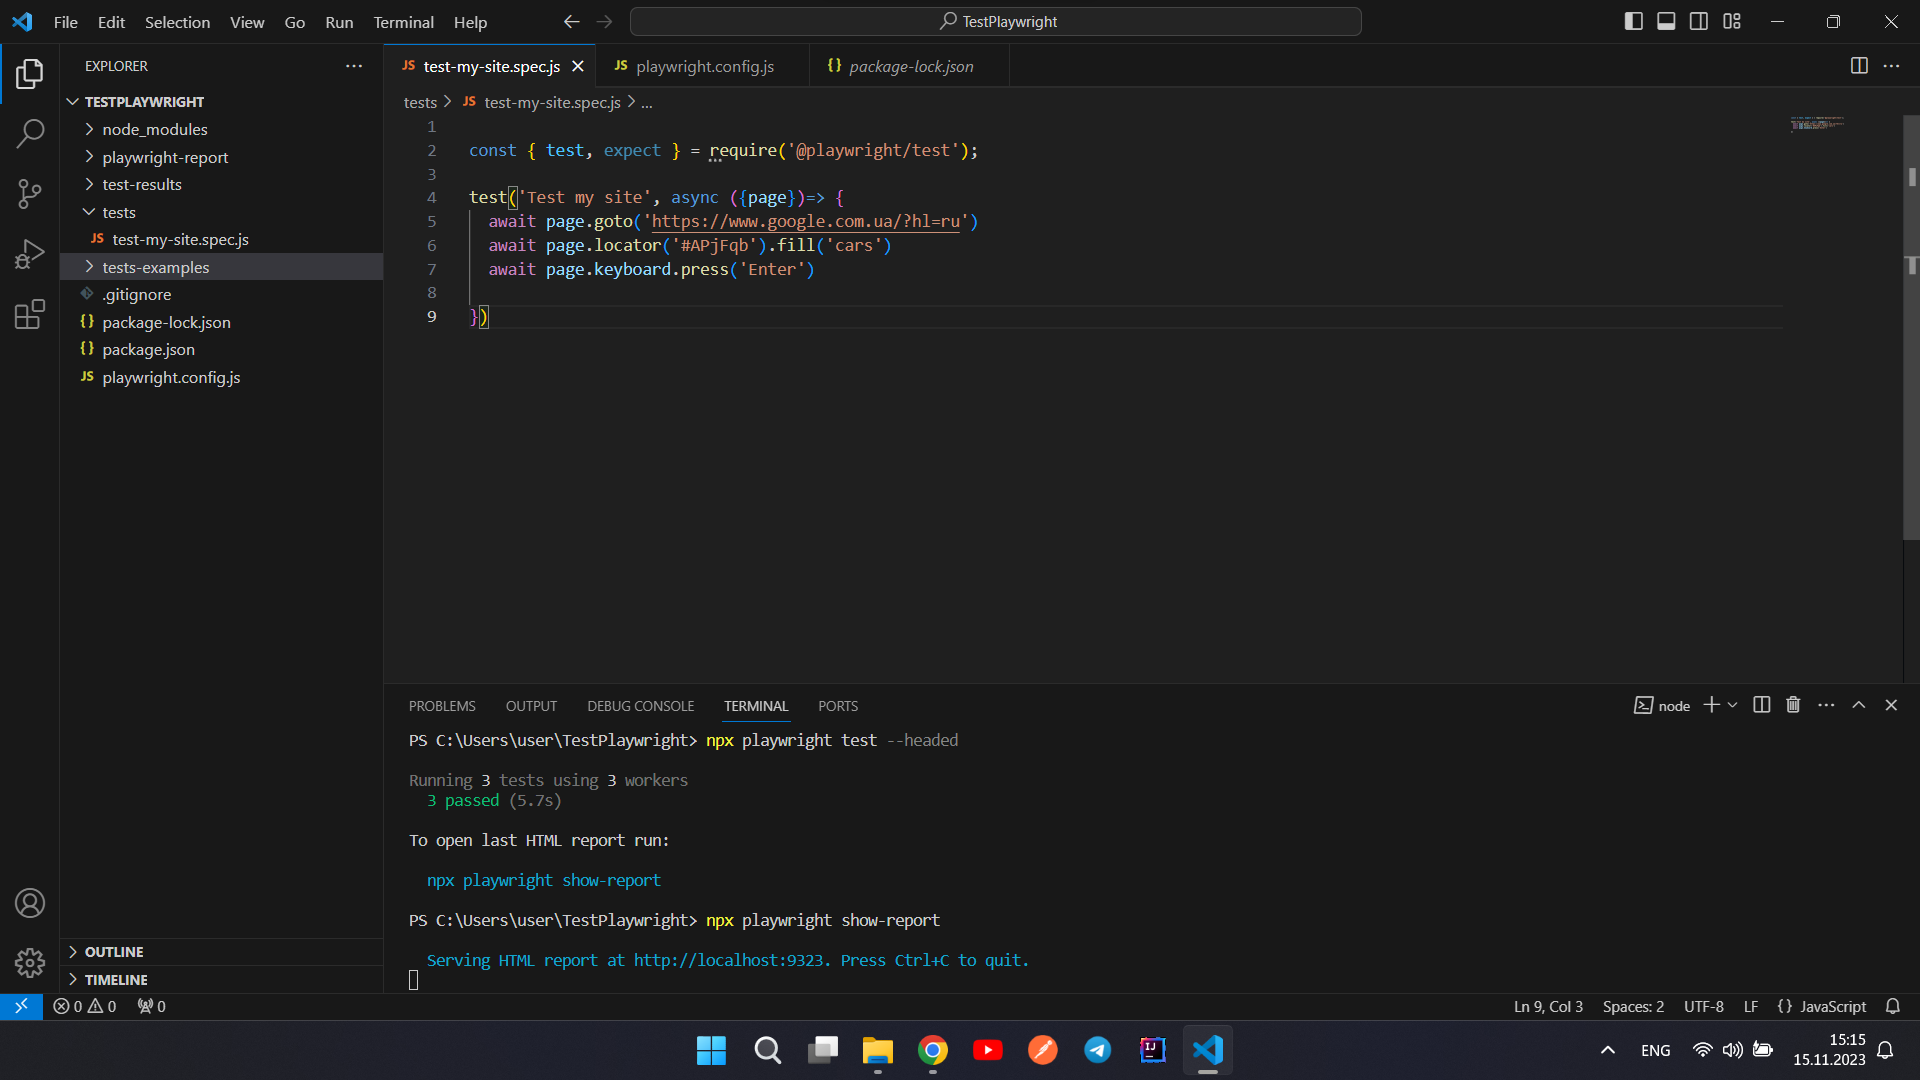 File Edit Selection View Go Run Terminal Help
TestPlaywright
EXPLORER
TESTPLAYWRIGHT
node_modules
playwright-report
test-results
tests
JS test-my-site.spec.js
tests-examples
.gitignore
{} package-lock.json
{} package.json
JS playwright.config.js
OUTLINE
TIMELINE
JS test-my-site.spec.js
JS playwright.config.js
{} package-lock.json
tests > JS test-my-site.spec.js > ...
1
2 const { test, expect } = require('@playwright/test');
3
4 test('Test my site', async ({page})=> {
5 await page.goto('https://www.google.com.ua/?hl=ru')
6 await page.locator('#APjFqb').fill('cars')
7 await page.keyboard.press('Enter')
8
9 })
PROBLEMS OUTPUT DEBUG CONSOLE TERMINAL PORTS
node
PS C:\Users\user\TestPlaywright> npx playwright test --headed
Running 3 tests using 3 workers
3 passed (5.7s)
To open last HTML report run:
npx playwright show-report
PS C:\Users\user\TestPlaywright> npx playwright show-report
Serving HTML report at http://localhost:9323. Press Ctrl+C to quit.
0 0 0
Ln 9, Col 3 Spaces: 2 UTF-8 LF {} JavaScript
IJ
ENG
15:15
15.11.2023